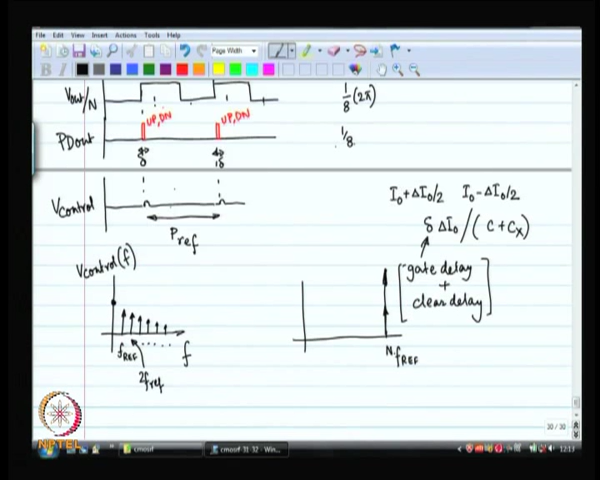 File Edit View Insert Actions Tools Help
Page Width
B I
Vout/N
UP,DN UP,DN
1/8 (2π)
PDout
1/8
δ δ
Vcontrol
I0+ΔI0/2 I0-ΔI0/2
Pref
δ ΔI0/(C+Cx)
Vcontrol(f)
gate delay
+
clear delay
fREF f
N.fREF
2fref
30 / 30
NPTEL
cmosrf
cmosrf-31-32 - Win...
12:13